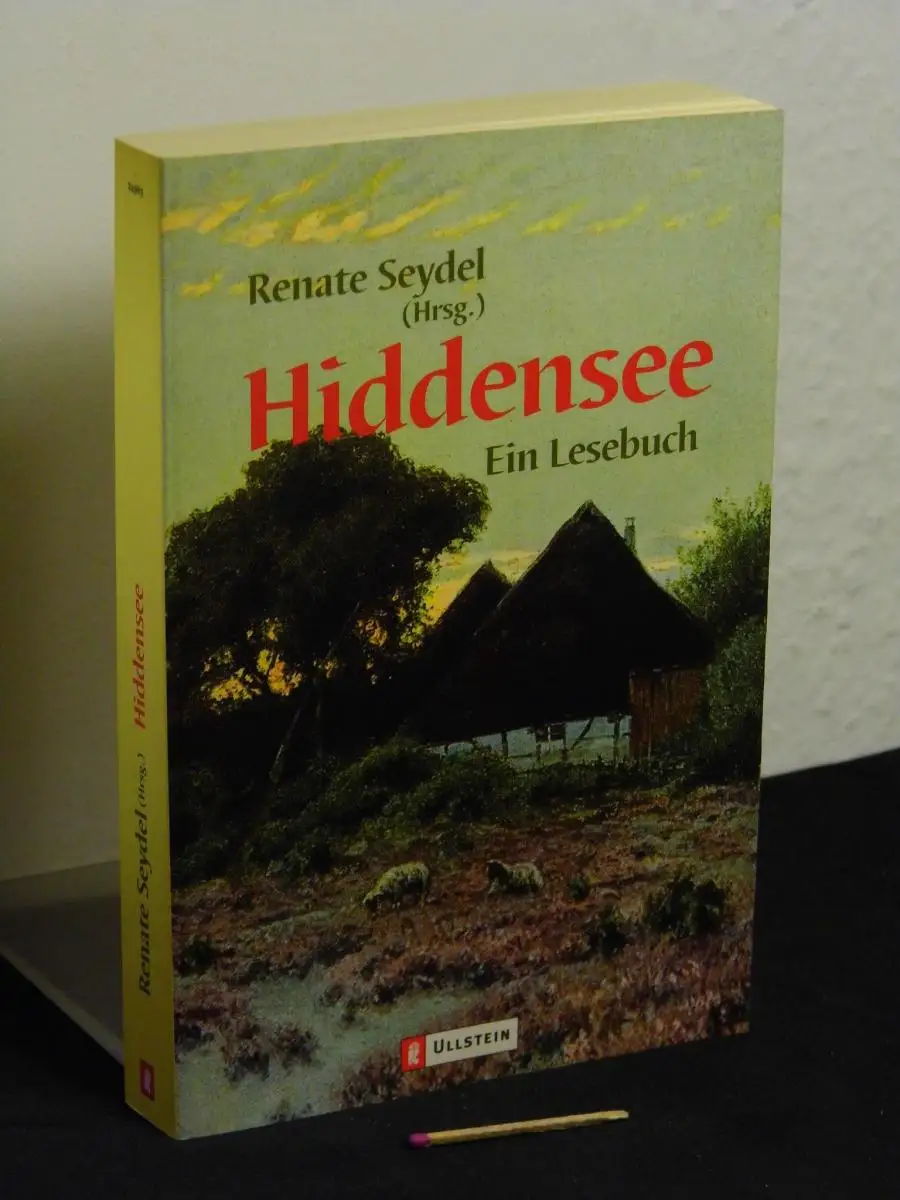 Renate Seydel
(Hrsg.)
Hiddensee
Ein Lesebuch
ULLSTEIN
Renate Seydel (Hrsg.) Hiddensee